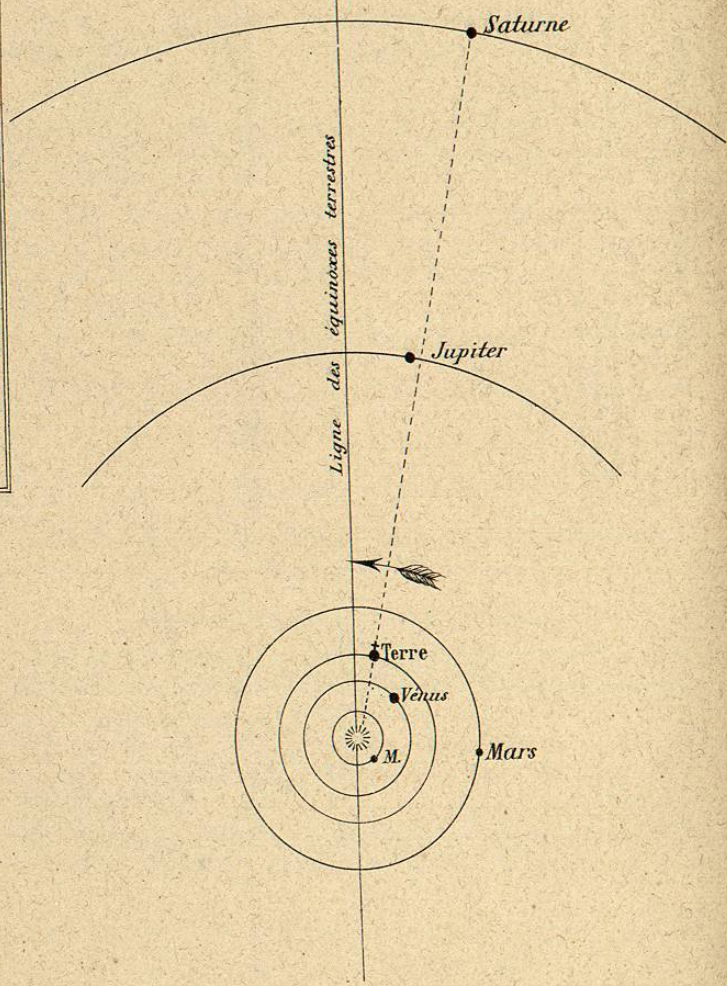 Saturne
Ligne des équinoxes terrestres
Jupiter
Terre
Vénus
M.
Mars